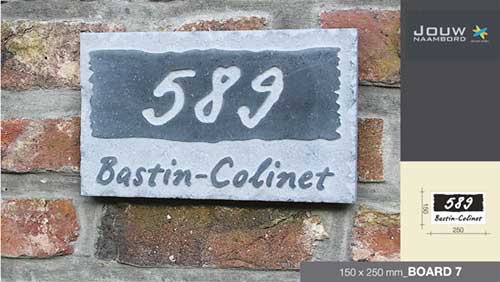 589
Bastin-Colinet
JOUW
NAAMBORD
589
Bastin-Colinet
150
250
150 x 250 mm_BOARD 7